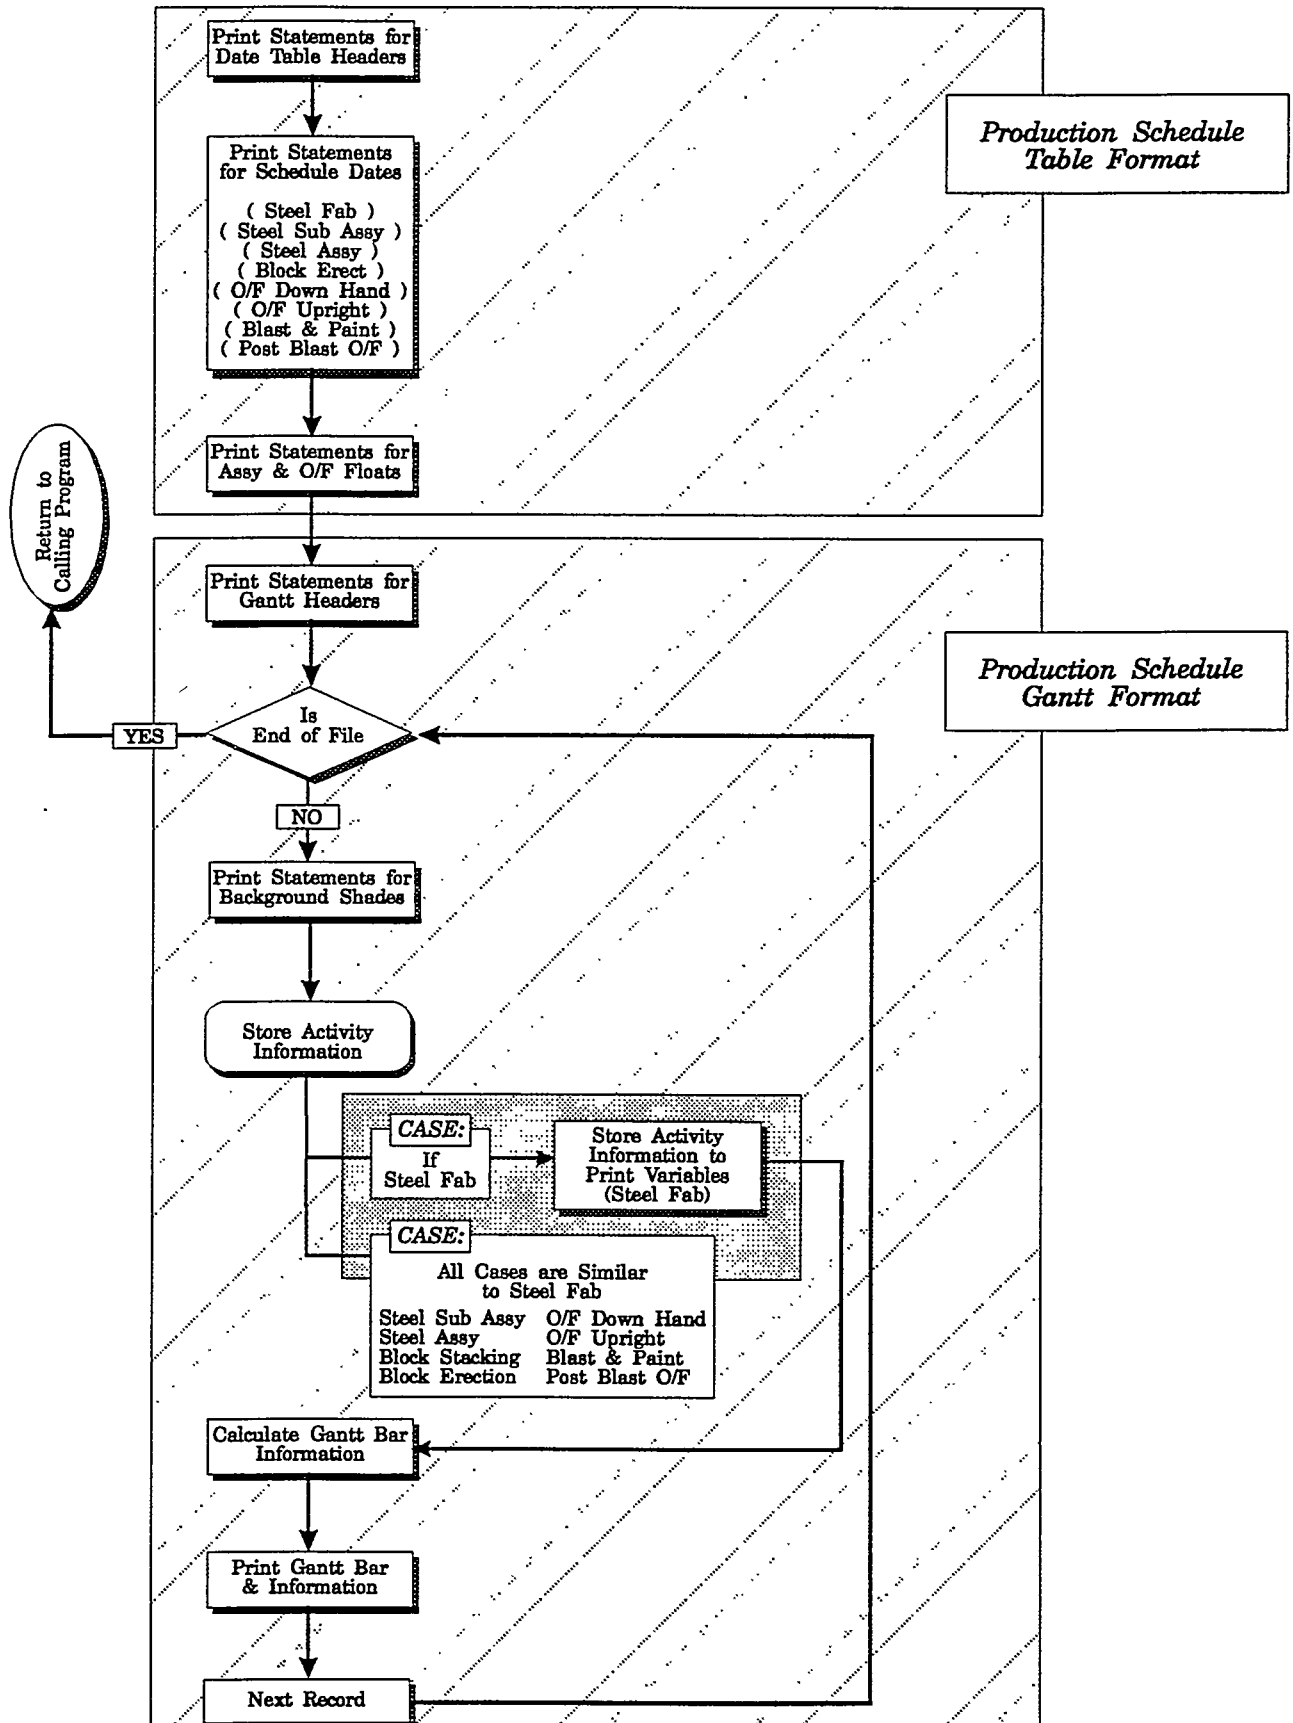 Print Statements for
Date Table Headers
Production Schedule
Table Format
Print Statements
for Schedule Dates
( Steel Fab )
( Steel Sub Assy )
( Steel Assy )
( Block Erect )
( O/F Down Hand )
( O/F Upright )
( Blast & Paint )
( Post Blast O/F )
Print Statements for
Assy & O/F Floats
Return to
Calling Program
Print Statements for
Gantt Headers
Production Schedule
Gantt Format
Is
End of File
YES
NO
Print Statements for
Background Shades
Store Activity
Information
CASE:
If
Steel Fab
Store Activity
Information to
Print Variables
(Steel Fab)
CASE:
All Cases are Similar
to Steel Fab
Steel Sub Assy O/F Down Hand
Steel Assy O/F Upright
Block Stacking Blast & Paint
Block Erection Post Blast O/F
Calculate Gantt Bar
Information
Print Gantt Bar
& Information
Next Record